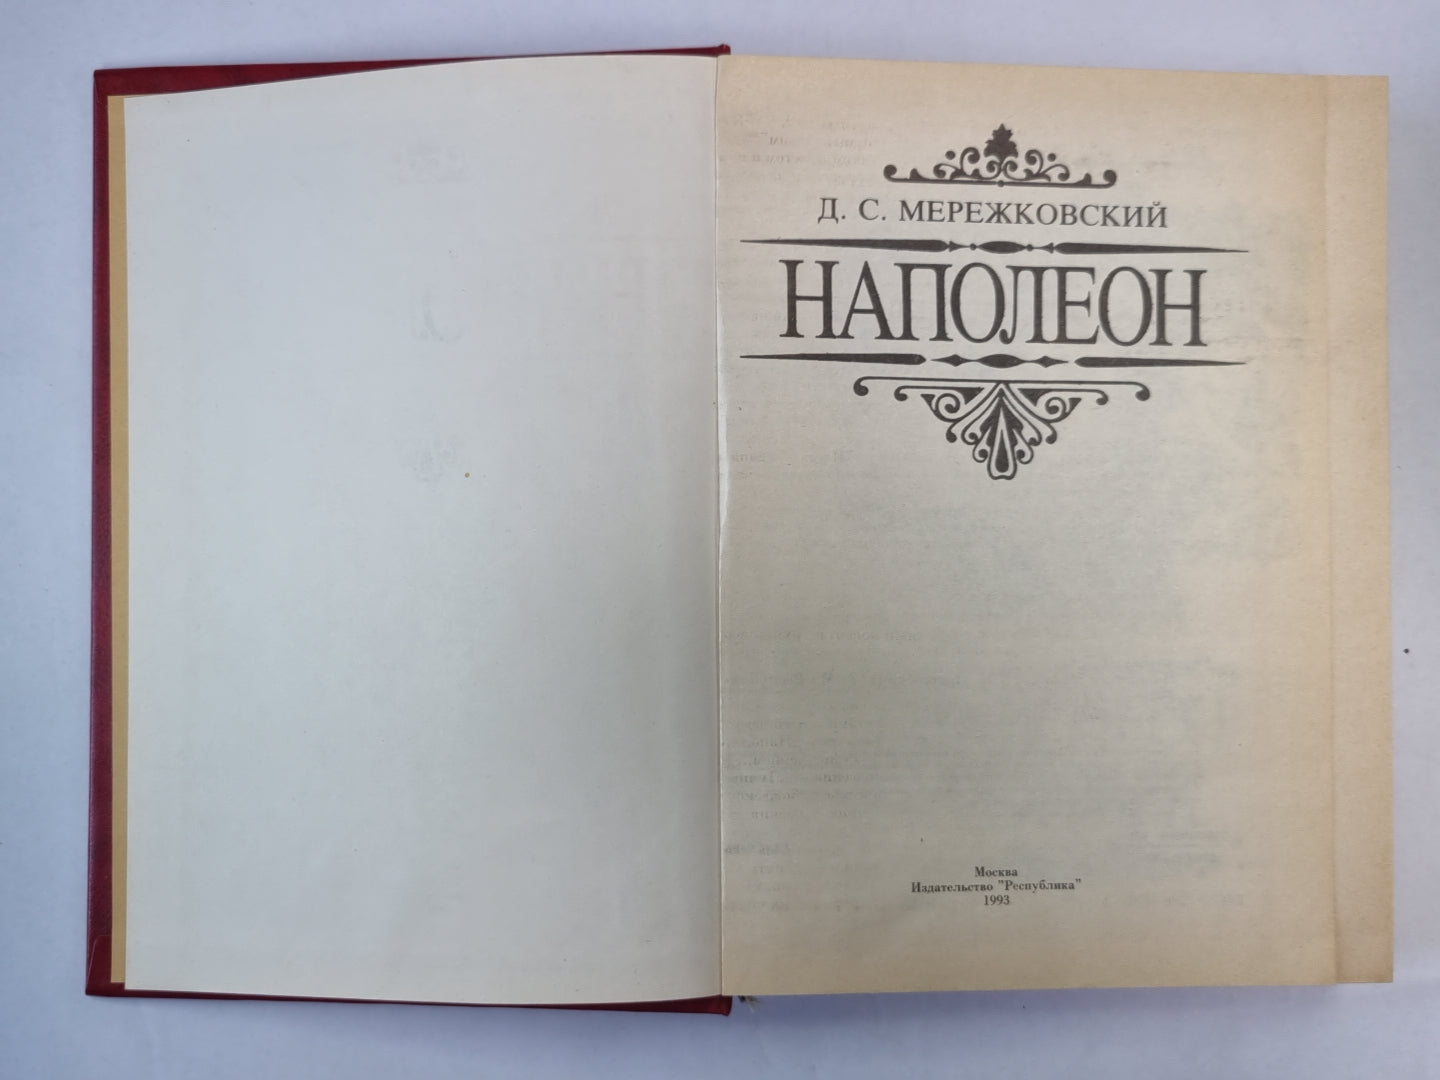 Д. С. МЕРЕЖКОВСКИЙ
НАПОЛЕОН
Москва
Издательство "Республика"
1993